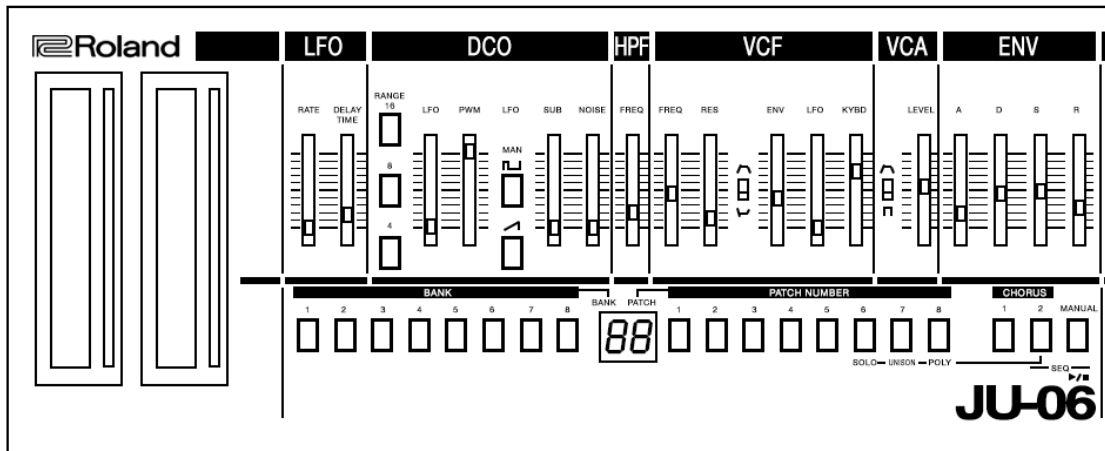 Roland
LFO DCO HPF VCF VCA ENV
RATE DELAY TIME RANGE 16 LFO PWM LFO SUB NOISE FREQ FREQ RES ENV LFO KYBD LEVEL A D S R
MAN
8
4
BANK BANK PATCH PATCH NUMBER CHORUS
1 2 3 4 5 6 7 8 88 1 2 3 4 5 6 7 8 1 2 MANUAL
SOLO UNISON POLY
SEQ
JU-06